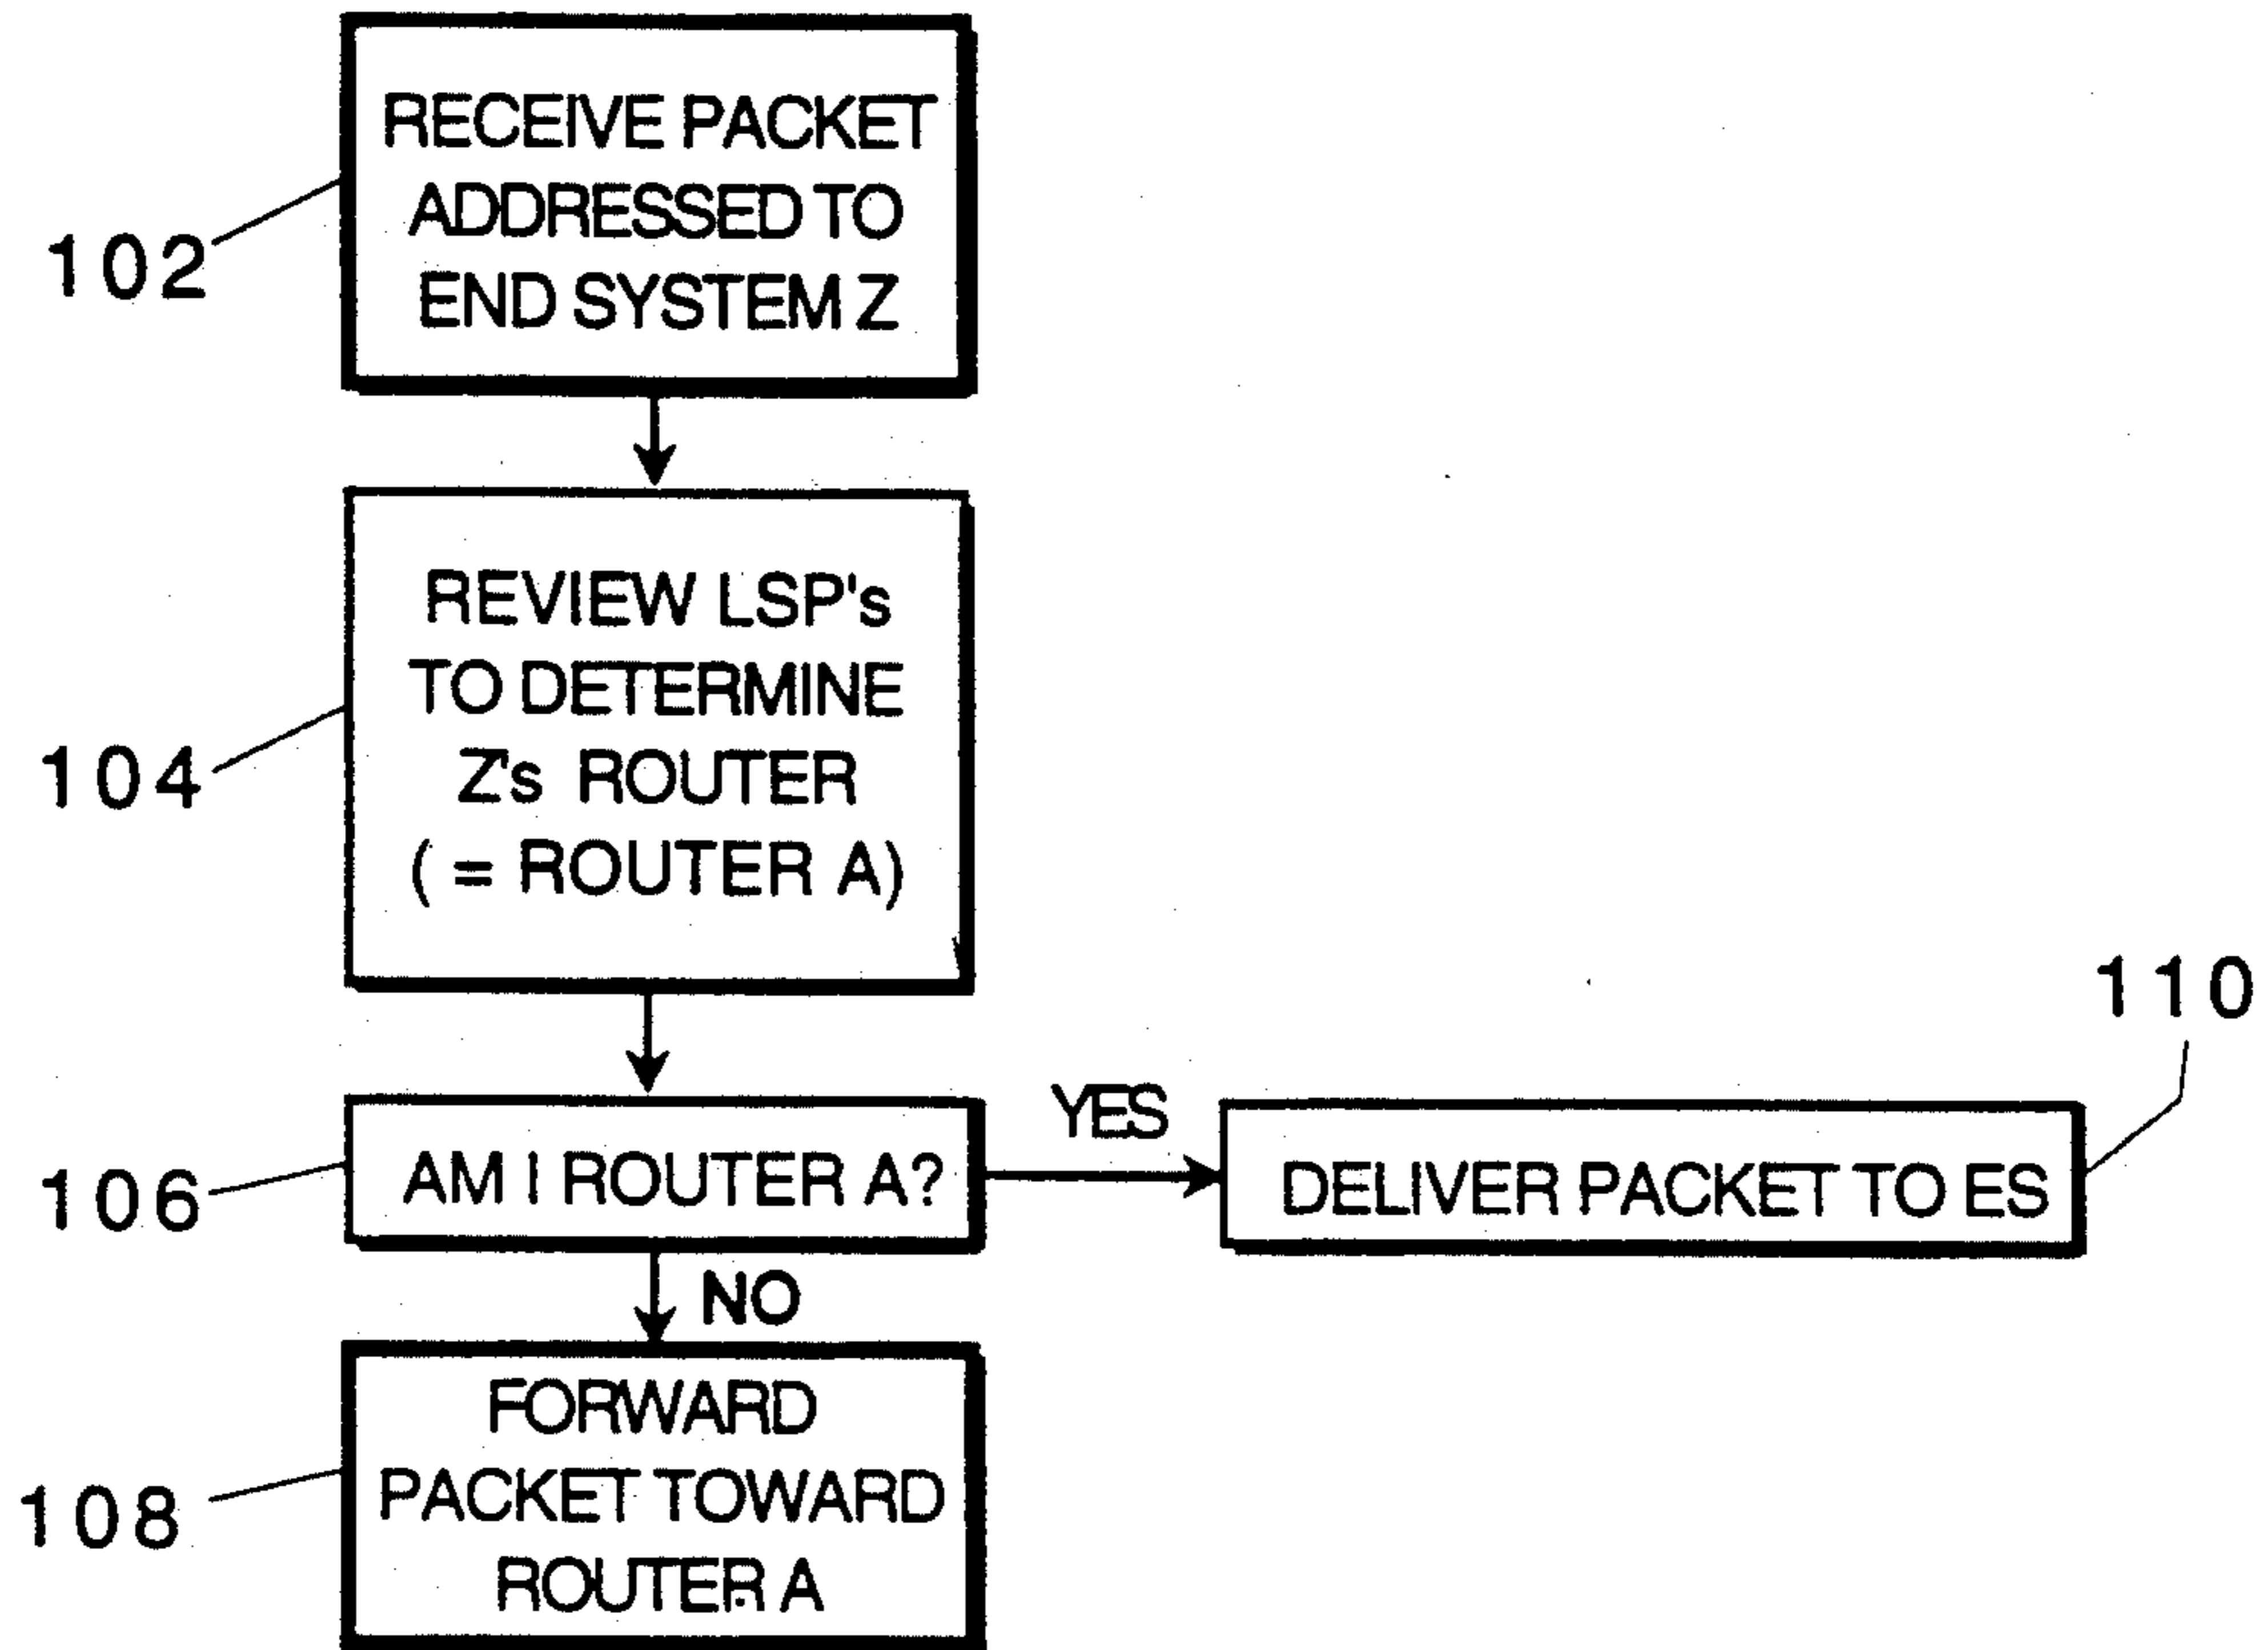 RECEIVE PACKET
ADDRESSED TO
END SYSTEM Z
102
REVIEW LSP's
TO DETERMINE
Z's ROUTER
( = ROUTER A)
104
110
AM I ROUTER A?
YES
DELIVER PACKET TO ES
106
NO
FORWARD
PACKET TOWARD
ROUTER A
108